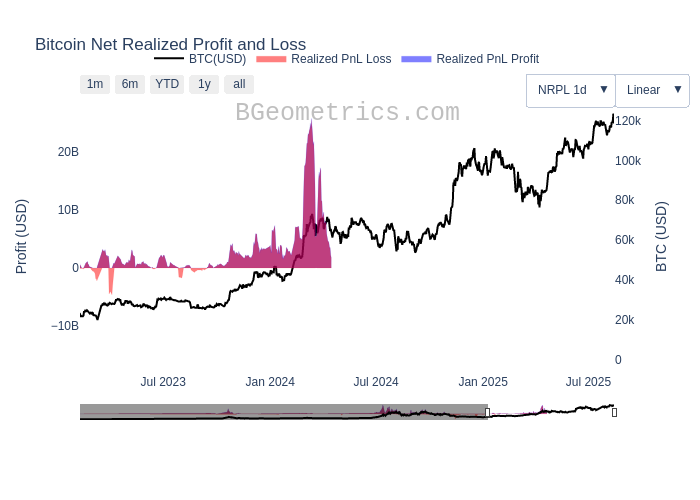 Bitcoin Net Realized Profit and Loss
BTC(USD) Realized PnL Loss Realized PnL Profit
1m 6m YTD 1y all
NRPL 1d ▼ Linear ▼
BGeometrics.com
20B
10B
0
−10B
Profit (USD)
120k
100k
80k
60k
40k
20k
0
BTC (USD)
Jul 2023 Jan 2024 Jul 2024 Jan 2025 Jul 2025